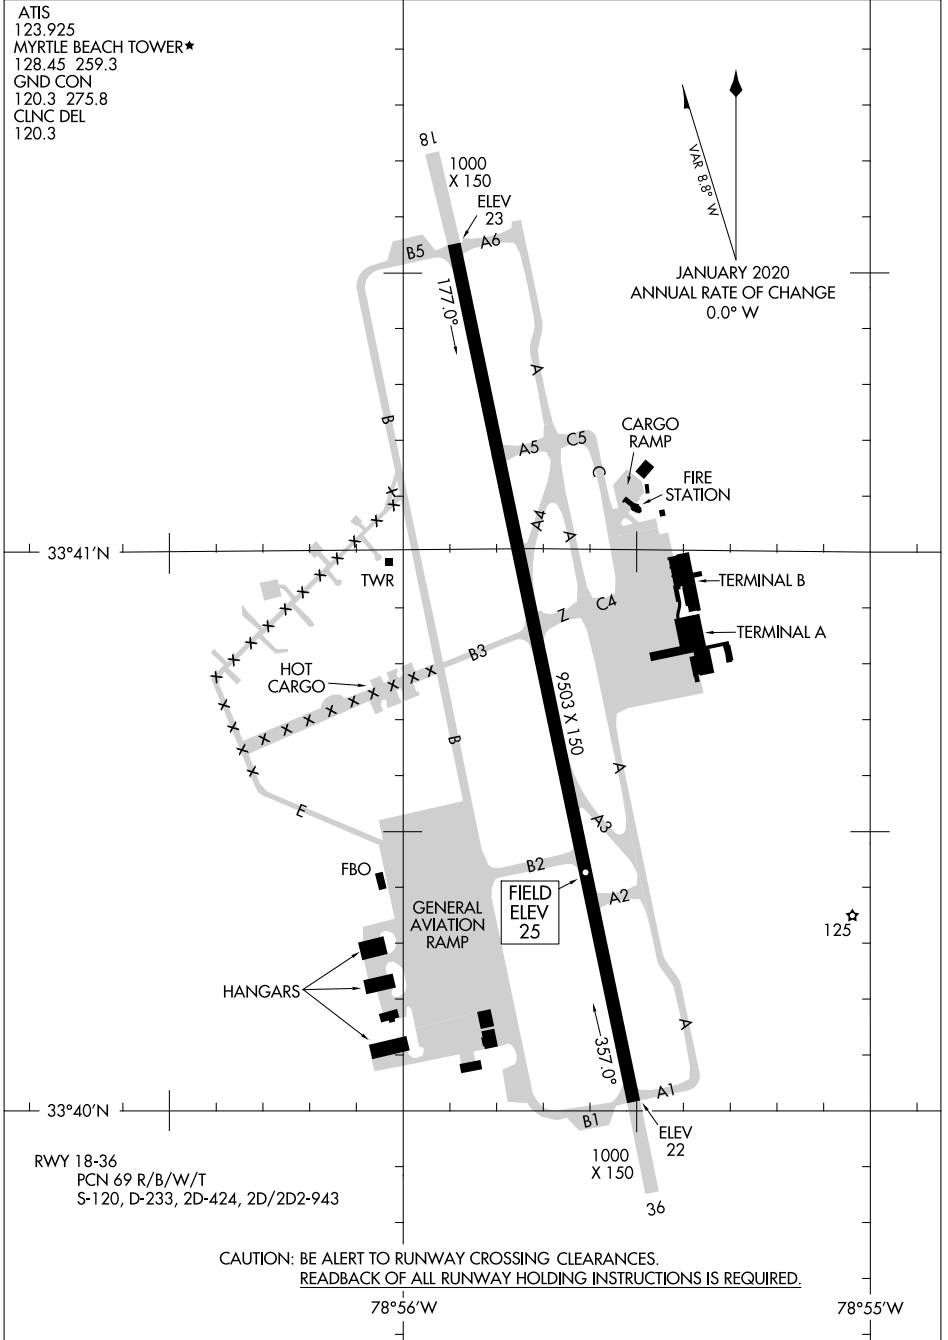 ATIS
123.925
MYRTLE BEACH TOWER★
128.45 259.3
GND CON
120.3 275.8
CLNC DEL
120.3
18
1000
X 150
ELEV
23
VAR 8.8° W
JANUARY 2020
ANNUAL RATE OF CHANGE
0.0° W
B5
A6
177.0°
A
B
A5
C5
C
CARGO
RAMP
FIRE
STATION
A4
A
33°41'N
TWR
TERMINAL B
C4
Z
TERMINAL A
B3
HOT
CARGO
9503 X 150
B
A
E
A3
B2
FBO
FIELD
ELEV
25
A2
GENERAL
AVIATION
RAMP
125
HANGARS
357.0°
A
A1
B1
33°40'N
ELEV
22
1000
X 150
36
RWY 18-36
PCN 69 R/B/W/T
S-120, D-233, 2D-424, 2D/2D2-943
CAUTION: BE ALERT TO RUNWAY CROSSING CLEARANCES.
READBACK OF ALL RUNWAY HOLDING INSTRUCTIONS IS REQUIRED.
78°56'W
78°55'W